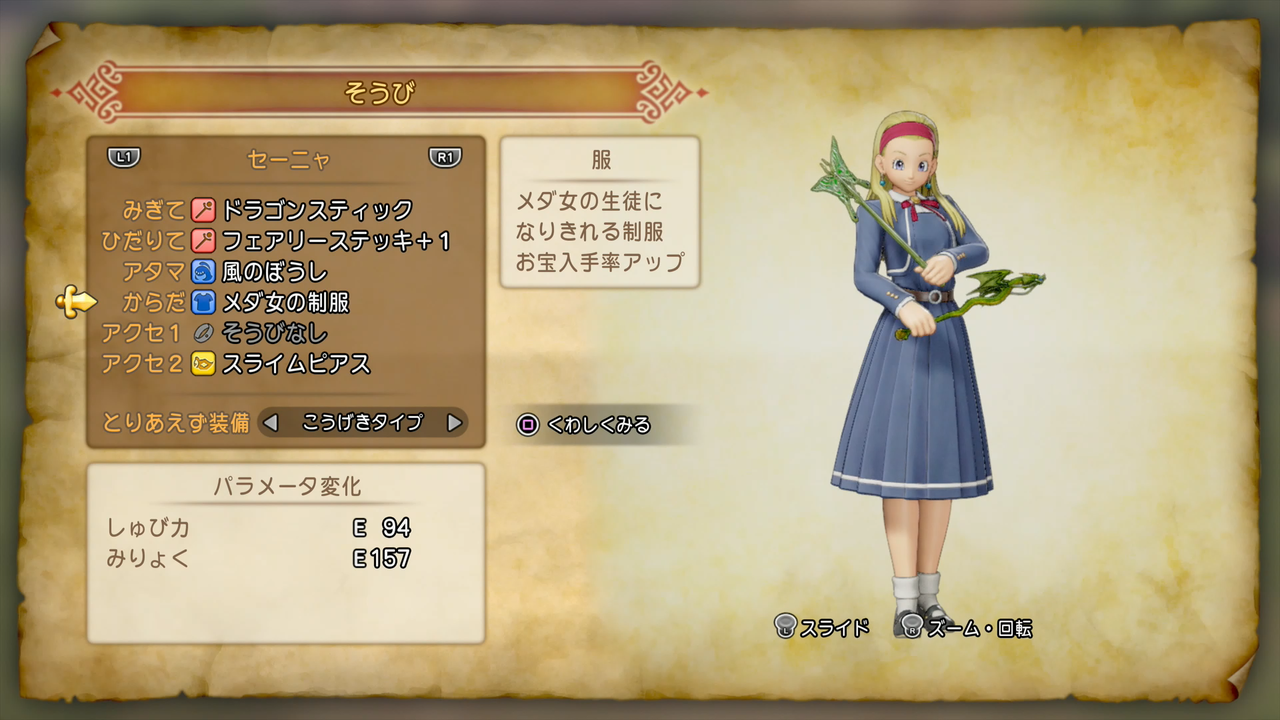 そうび
L1 セーニャ R1
みぎて ドラゴンスティック
ひだりて フェアリーステッキ+1
アタマ 風のぼうし
からだ メダ女の制服
アクセ1 そうびなし
アクセ2 スライムピアス
とりあえず装備 こうげきタイプ
服
メダ女の生徒に
なりきれる制服
お宝入手率アップ
くわしくみる
パラメータ変化
しゅび力 E 94
みりょく E157
L スライド R ズーム・回転